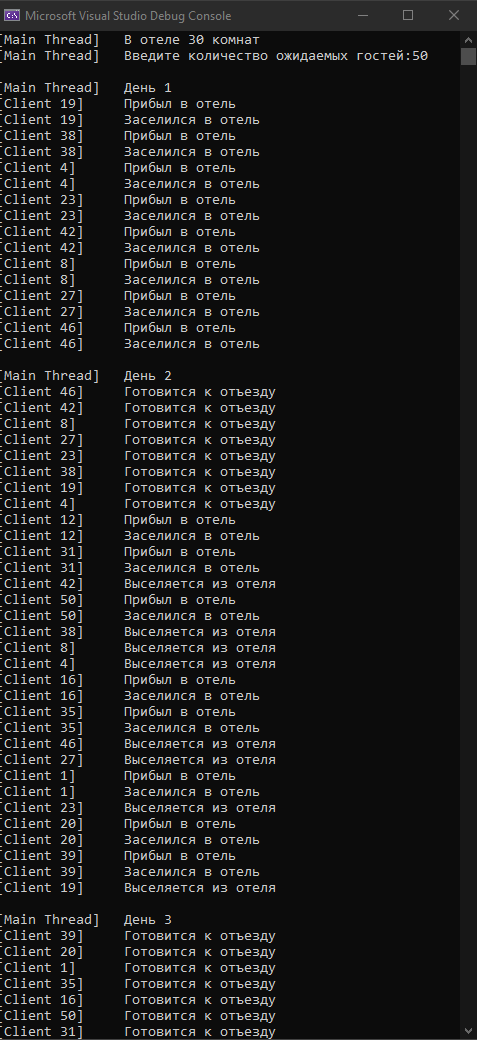 Microsoft Visual Studio Debug Console
[Main Thread] В отеле 30 комнат
[Main Thread] Введите количество ожидаемых гостей:50
[Main Thread] День 1
[Client 19] Прибыл в отель
[Client 19] Заселился в отель
[Client 38] Прибыл в отель
[Client 38] Заселился в отель
[Client 4] Прибыл в отель
[Client 4] Заселился в отель
[Client 23] Прибыл в отель
[Client 23] Заселился в отель
[Client 42] Прибыл в отель
[Client 42] Заселился в отель
[Client 8] Прибыл в отель
[Client 8] Заселился в отель
[Client 27] Прибыл в отель
[Client 27] Заселился в отель
[Client 46] Прибыл в отель
[Client 46] Заселился в отель
[Main Thread] День 2
[Client 46] Готовится к отъезду
[Client 42] Готовится к отъезду
[Client 8] Готовится к отъезду
[Client 27] Готовится к отъезду
[Client 23] Готовится к отъезду
[Client 38] Готовится к отъезду
[Client 19] Готовится к отъезду
[Client 4] Готовится к отъезду
[Client 12] Прибыл в отель
[Client 12] Заселился в отель
[Client 31] Прибыл в отель
[Client 31] Заселился в отель
[Client 42] Выселяется из отеля
[Client 50] Прибыл в отель
[Client 50] Заселился в отель
[Client 38] Выселяется из отеля
[Client 8] Выселяется из отеля
[Client 4] Выселяется из отеля
[Client 16] Прибыл в отель
[Client 16] Заселился в отель
[Client 35] Прибыл в отель
[Client 35] Заселился в отель
[Client 46] Выселяется из отеля
[Client 27] Выселяется из отеля
[Client 1] Прибыл в отель
[Client 1] Заселился в отель
[Client 23] Выселяется из отеля
[Client 20] Прибыл в отель
[Client 20] Заселился в отель
[Client 39] Прибыл в отель
[Client 39] Заселился в отель
[Client 19] Выселяется из отеля
[Main Thread] День 3
[Client 39] Готовится к отъезду
[Client 20] Готовится к отъезду
[Client 1] Готовится к отъезду
[Client 35] Готовится к отъезду
[Client 16] Готовится к отъезду
[Client 50] Готовится к отъезду
[Client 31] Готовится к отъезду